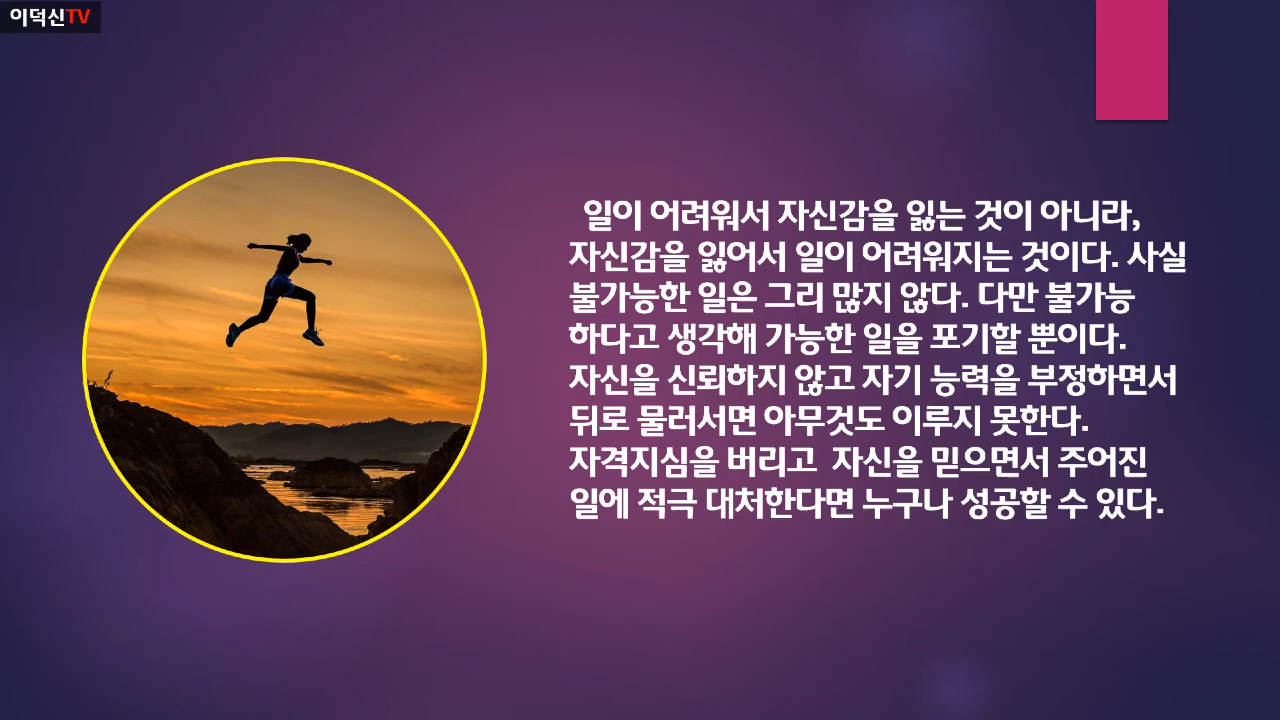 이덕신TV
일이 어려워서 자신감을 잃는 것이 아니라,
자신감을 잃어서 일이 어려워지는 것이다. 사실
불가능한 일은 그리 많지 않다. 다만 불가능
하다고 생각해 가능한 일을 포기할 뿐이다.
자신을 신뢰하지 않고 자기 능력을 부정하면서
뒤로 물러서면 아무것도 이루지 못한다.
자격지심을 버리고 자신을 믿으면서 주어진
일에 적극 대처한다면 누구나 성공할 수 있다.